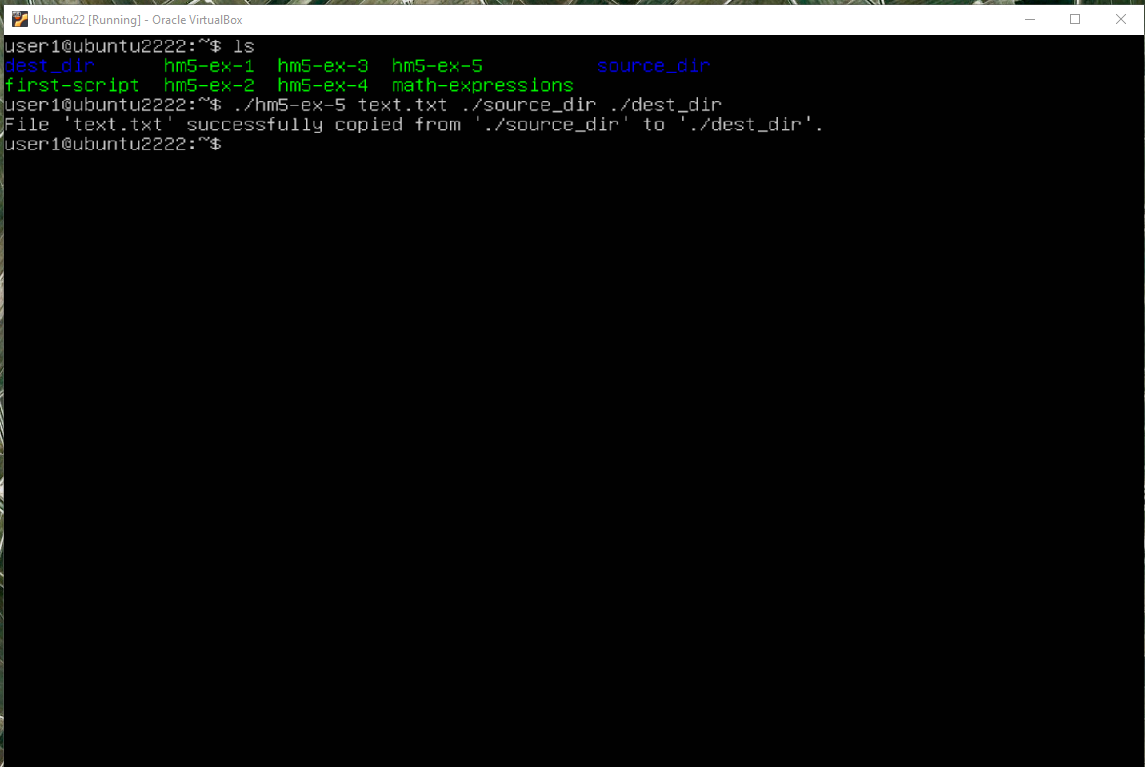 Ubuntu22 [Running] - Oracle VirtualBox
user1@ubuntu2222:~$ ls
dest_dir      hm5-ex-1  hm5-ex-3  hm5-ex-5          source_dir
first-script  hm5-ex-2  hm5-ex-4  math-expressions
user1@ubuntu2222:~$ ./hm5-ex-5 text.txt ./source_dir ./dest_dir
File 'text.txt' successfully copied from './source_dir' to './dest_dir'.
user1@ubuntu2222:~$